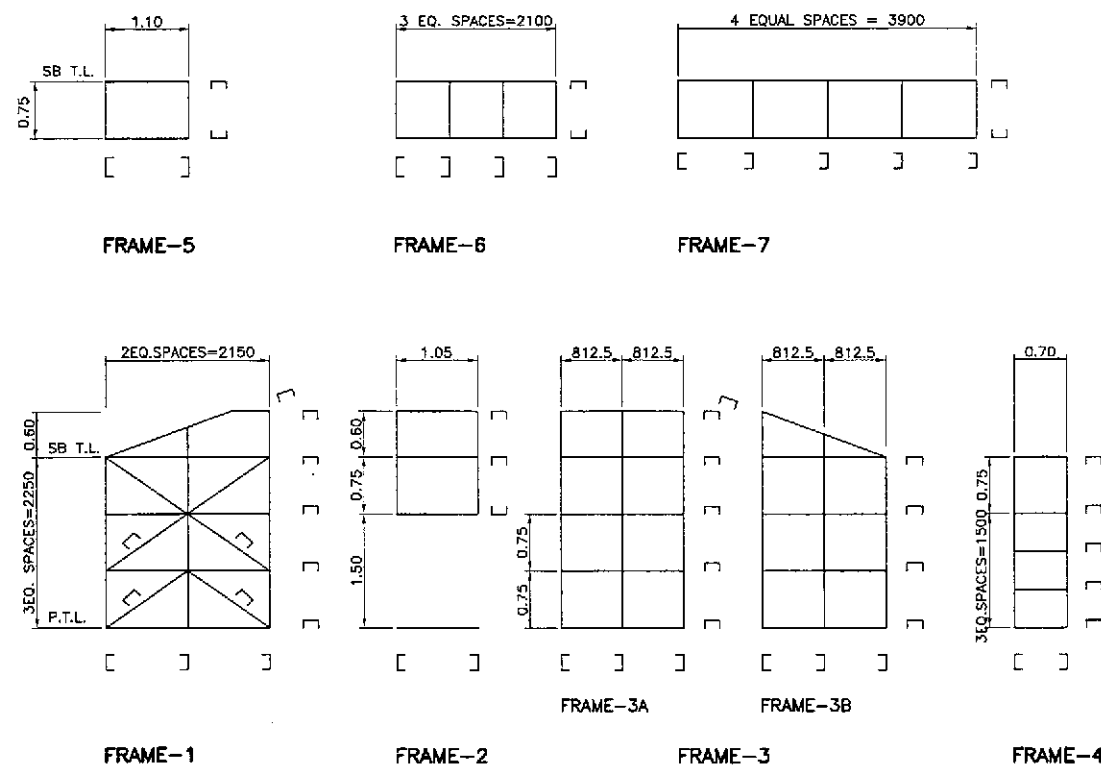 1.10
3 EQ. SPACES=2100
4 EQUAL SPACES = 3900
SB T.L.
0.75
FRAME-5
FRAME-6
FRAME-7
2EQ.SPACES=2150
1.05
812.5
812.5
812.5
812.5
0.70
0.60
SB T.L.
3EQ. SPACES=2250
P.T.L.
0.60
0.75
1.50
0.75
0.75
0.75
3EQ.SPACES=1500
FRAME-3A
FRAME-3B
FRAME-1
FRAME-2
FRAME-3
FRAME-4